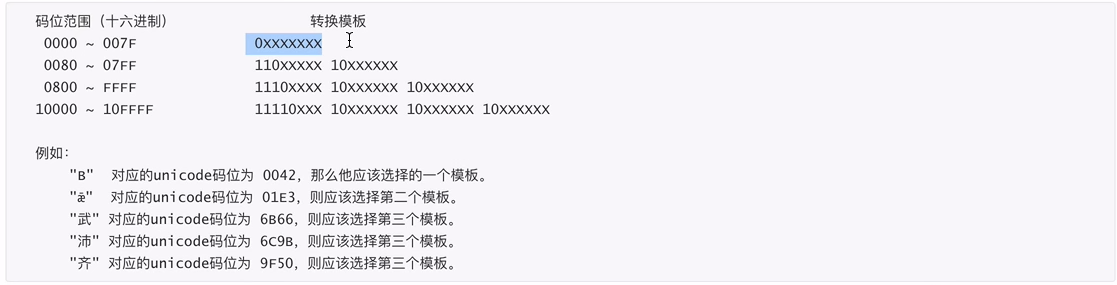 码位范围（十六进制） 转换模板
0000 ~ 007F 0XXXXXXX
0080 ~ 07FF 110XXXXX 10XXXXXX
0800 ~ FFFF 1110XXXX 10XXXXXX 10XXXXXX
10000 ~ 10FFFF 11110XXX 10XXXXXX 10XXXXXX 10XXXXXX
例如：
"B" 对应的unicode码位为 0042，那么他应该选择的一个模板。
"ǣ" 对应的unicode码位为 01E3，则应该选择第二个模板。
"武" 对应的unicode码位为 6B66，则应该选择第三个模板。
"沛" 对应的unicode码位为 6C9B，则应该选择第三个模板。
"齐" 对应的unicode码位为 9F50，则应该选择第三个模板。